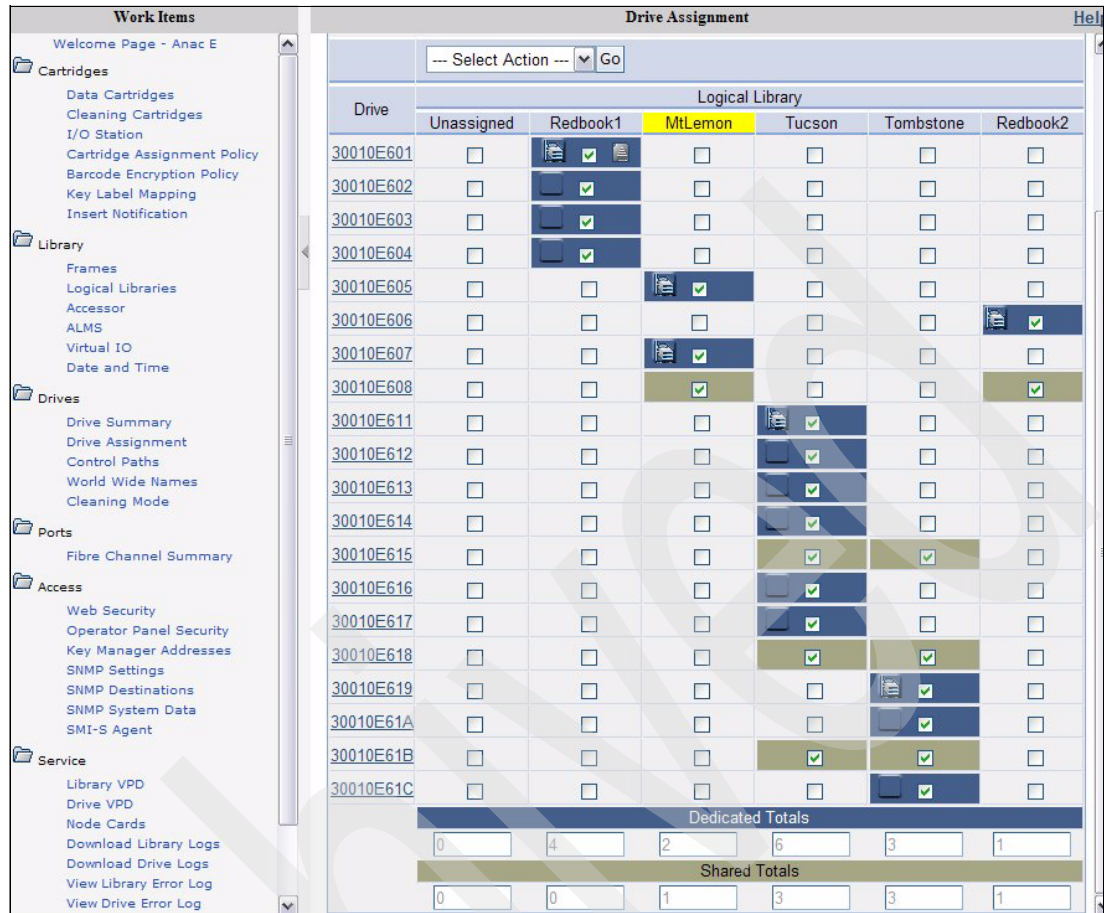 Work Items
Welcome Page - Anac E
Cartridges
Data Cartridges
Cleaning Cartridges
I/O Station
Cartridge Assignment Policy
Barcode Encryption Policy
Key Label Mapping
Insert Notification
Library
Frames
Logical Libraries
Accessor
ALMS
Virtual IO
Date and Time
Drives
Drive Summary
Drive Assignment
Control Paths
World Wide Names
Cleaning Mode
Ports
Fibre Channel Summary
Access
Web Security
Operator Panel Security
Key Manager Addresses
SNMP Settings
SNMP Destinations
SNMP System Data
SMI-S Agent
Service
Library VPD
Drive VPD
Node Cards
Download Library Logs
Download Drive Logs
View Library Error Log
View Drive Error Log
Drive Assignment
Help
--- Select Action --- Go
Drive
Logical Library
Unassigned Redbook1 MtLemon Tucson Tombstone Redbook2
30010E601
30010E602
30010E603
30010E604
30010E605
30010E606
30010E607
30010E608
30010E611
30010E612
30010E613
30010E614
30010E615
30010E616
30010E617
30010E618
30010E619
30010E61A
30010E61B
30010E61C
Dedicated Totals
0 4 2 6 3 1
Shared Totals
0 0 1 3 3 1